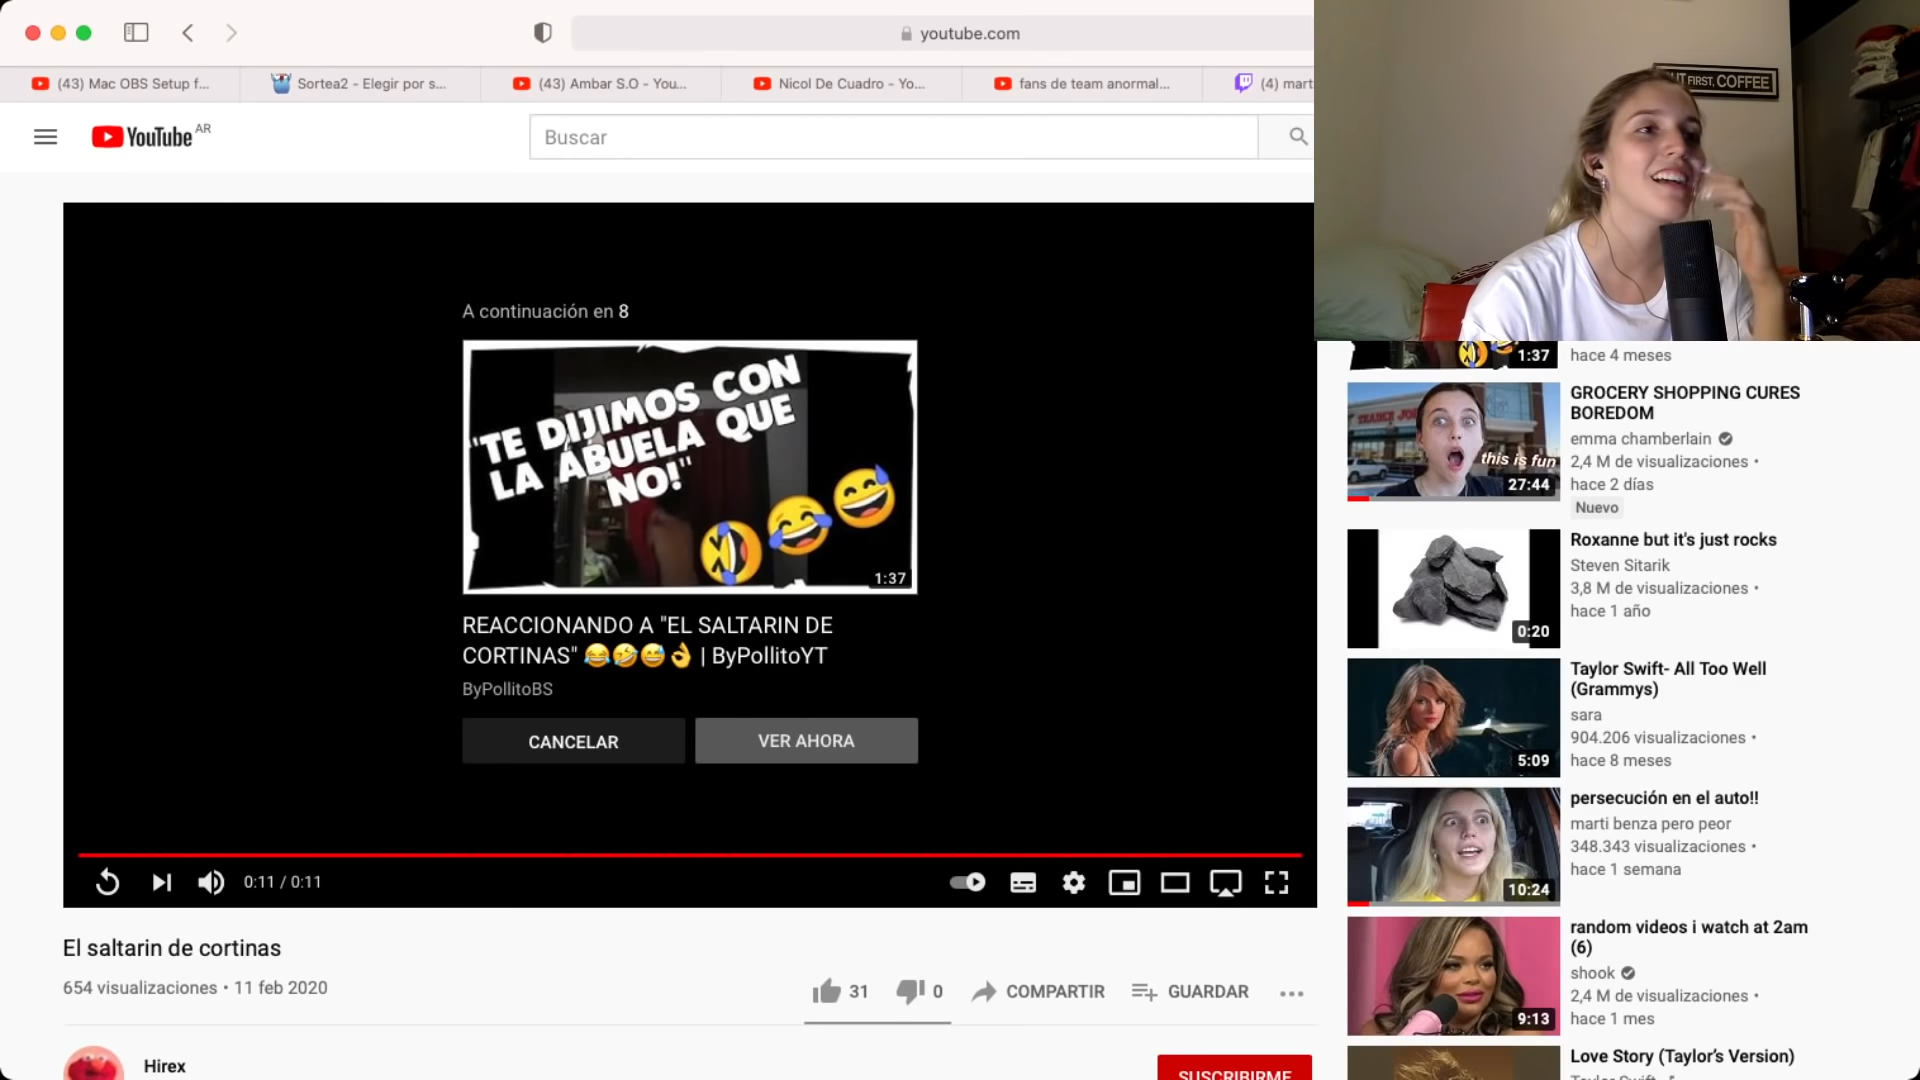 youtube.com
(43) Mac OBS Setup f...
Sortea2 - Elegir por s...
(43) Ambar S.O - You...
Nicol De Cuadro - Yo...
fans de team anormal...
(4) mart
YouTube AR
Buscar
FIRST, COFFEE
A continuación en 8
"TE DIJIMOS CON
LA ABUELA QUE
NO!"
1:37
REACCIONANDO A "EL SALTARIN DE
CORTINAS" 😂🤣😅👌 | ByPollitoYT
ByPollitoBS
CANCELAR
VER AHORA
0:11 / 0:11
El saltarin de cortinas
654 visualizaciones • 11 feb 2020
31
0
COMPARTIR
GUARDAR
Hirex
SUSCRIBIRME
1:37
hace 4 meses
this is fun
27:44
GROCERY SHOPPING CURES
BOREDOM
emma chamberlain
2,4 M de visualizaciones •
hace 2 días
Nuevo
0:20
Roxanne but it's just rocks
Steven Sitarik
3,8 M de visualizaciones •
hace 1 año
5:09
Taylor Swift- All Too Well
(Grammys)
sara
904.206 visualizaciones •
hace 8 meses
10:24
persecución en el auto!!
marti benza pero peor
348.343 visualizaciones •
hace 1 semana
9:13
random videos i watch at 2am
(6)
shook
2,4 M de visualizaciones •
hace 1 mes
Love Story (Taylor's Version)